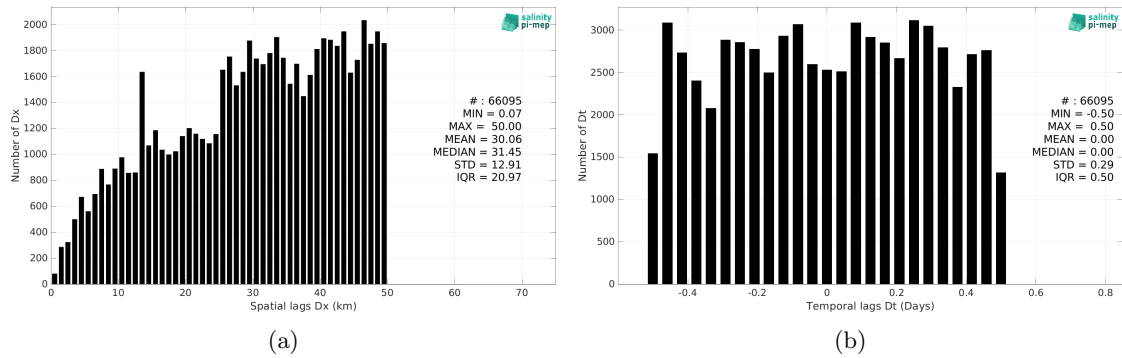 salinity
pi-mep
2000
1800
1600
1400
1200
1000
800
600
400
200
0
Number of Dx
# : 66095
MIN = 0.07
MAX = 50.00
MEAN = 30.06
MEDIAN = 31.45
STD = 12.91
IQR = 20.97
0 10 20 30 40 50 60 70
Spatial lags Dx (km)
(a)
salinity
pi-mep
3000
2500
2000
1500
1000
500
0
Number of Dt
# : 66095
MIN = -0.50
MAX = 0.50
MEAN = 0.00
MEDIAN = 0.00
STD = 0.29
IQR = 0.50
-0.4 -0.2 0 0.2 0.4 0.6 0.8
Temporal lags Dt (Days)
(b)